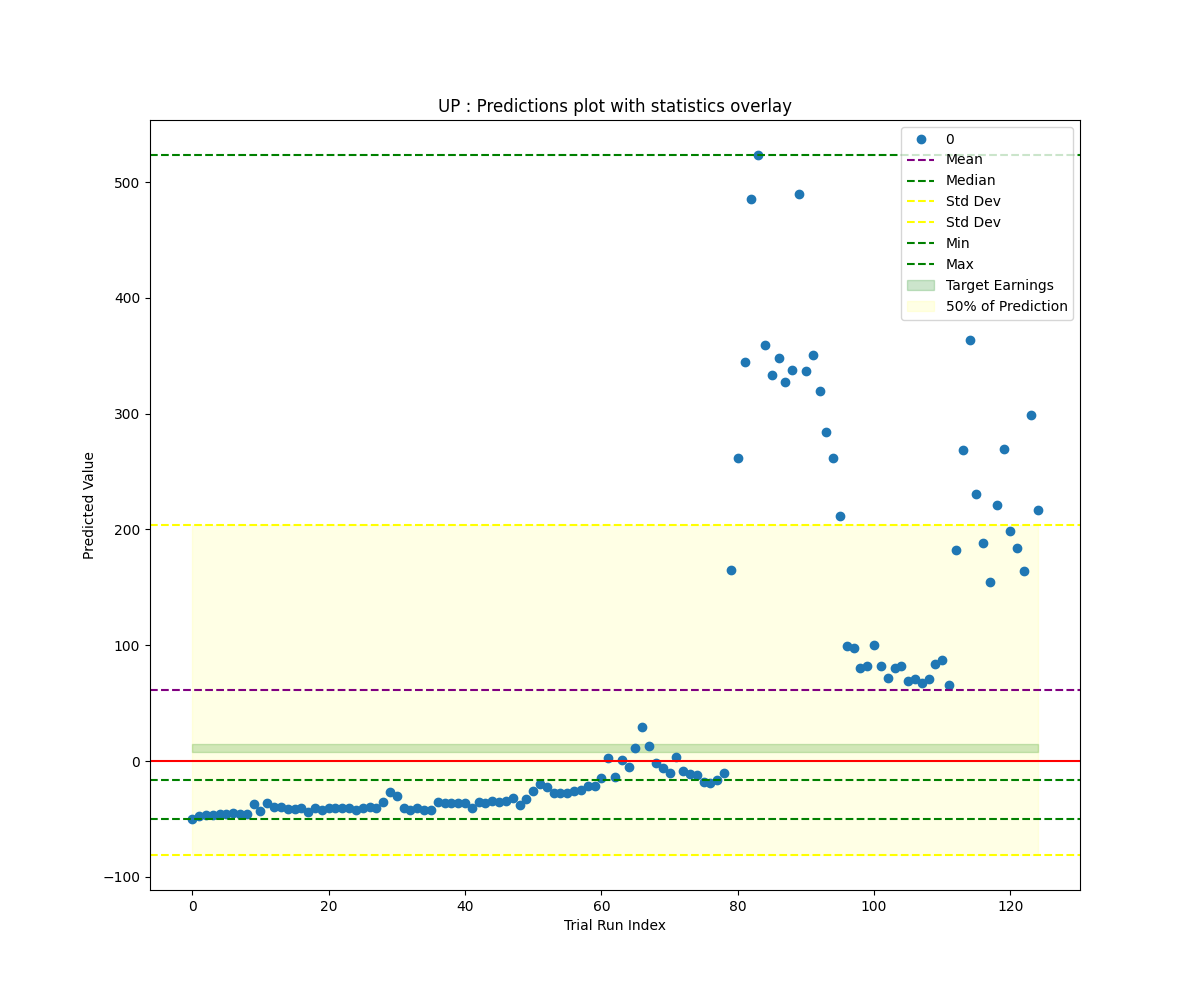 UP : Predictions plot with statistics overlay
0
Mean
Median
Std Dev
Std Dev
Min
Max
Target Earnings
50% of Prediction
500
400
300
200
100
0
−100
Predicted Value
0
20
40
60
80
100
120
Trial Run Index